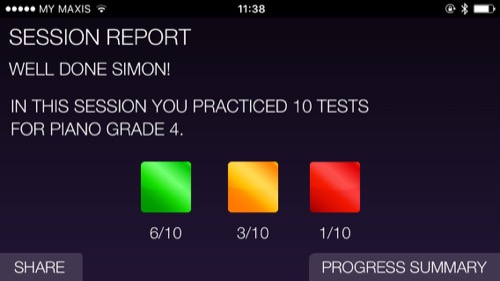 MY MAXIS 11:38
SESSION REPORT
WELL DONE SIMON!
IN THIS SESSION YOU PRACTICED 10 TESTS
FOR PIANO GRADE 4.
6/10 3/10 1/10
SHARE PROGRESS SUMMARY